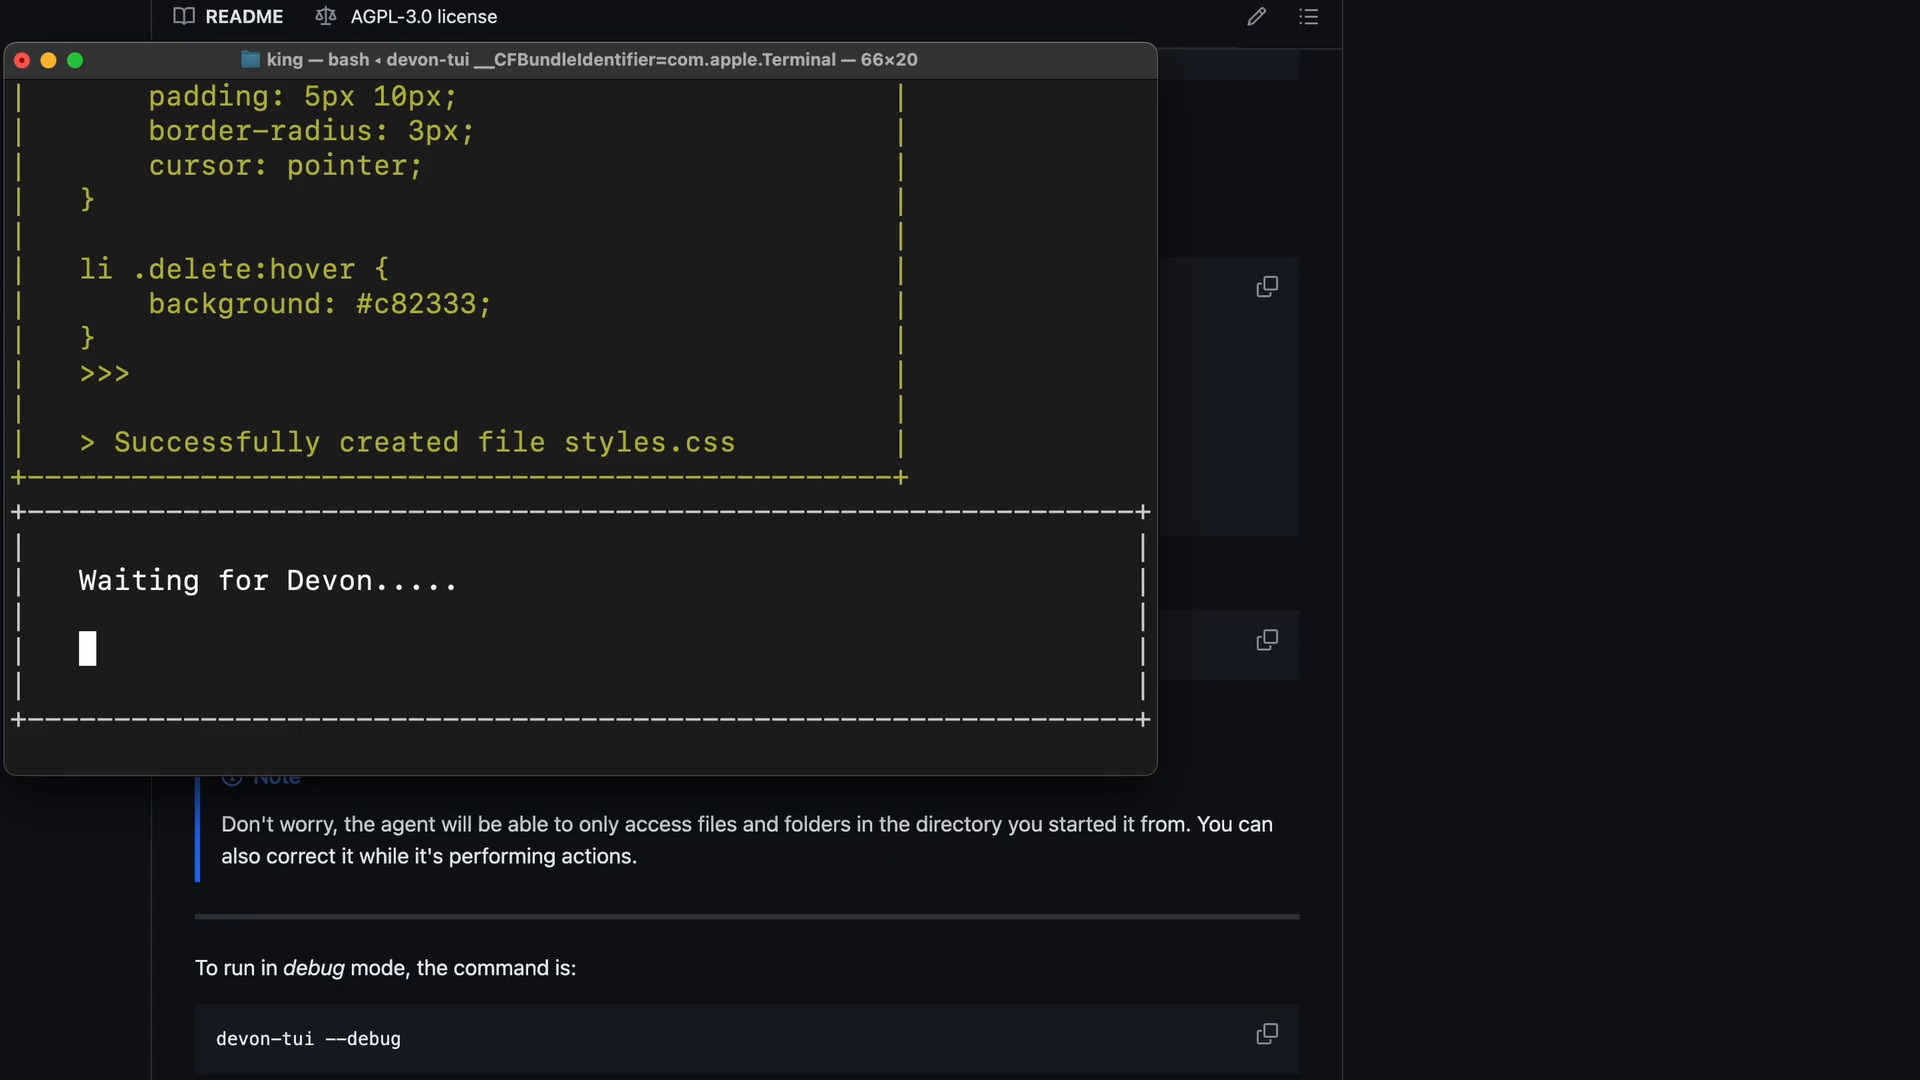 README
AGPL-3.0 license
king — bash ◂ devon-tui __CFBundleIdentifier=com.apple.Terminal — 66×20
padding: 5px 10px;
border-radius: 3px;
cursor: pointer;
}
li .delete:hover {
background: #c82333;
}
>>>
> Successfully created file styles.css
Waiting for Devon.....
Note
Don't worry, the agent will be able to only access files and folders in the directory you started it from. You can
also correct it while it's performing actions.
To run in debug mode, the command is:
devon-tui --debug